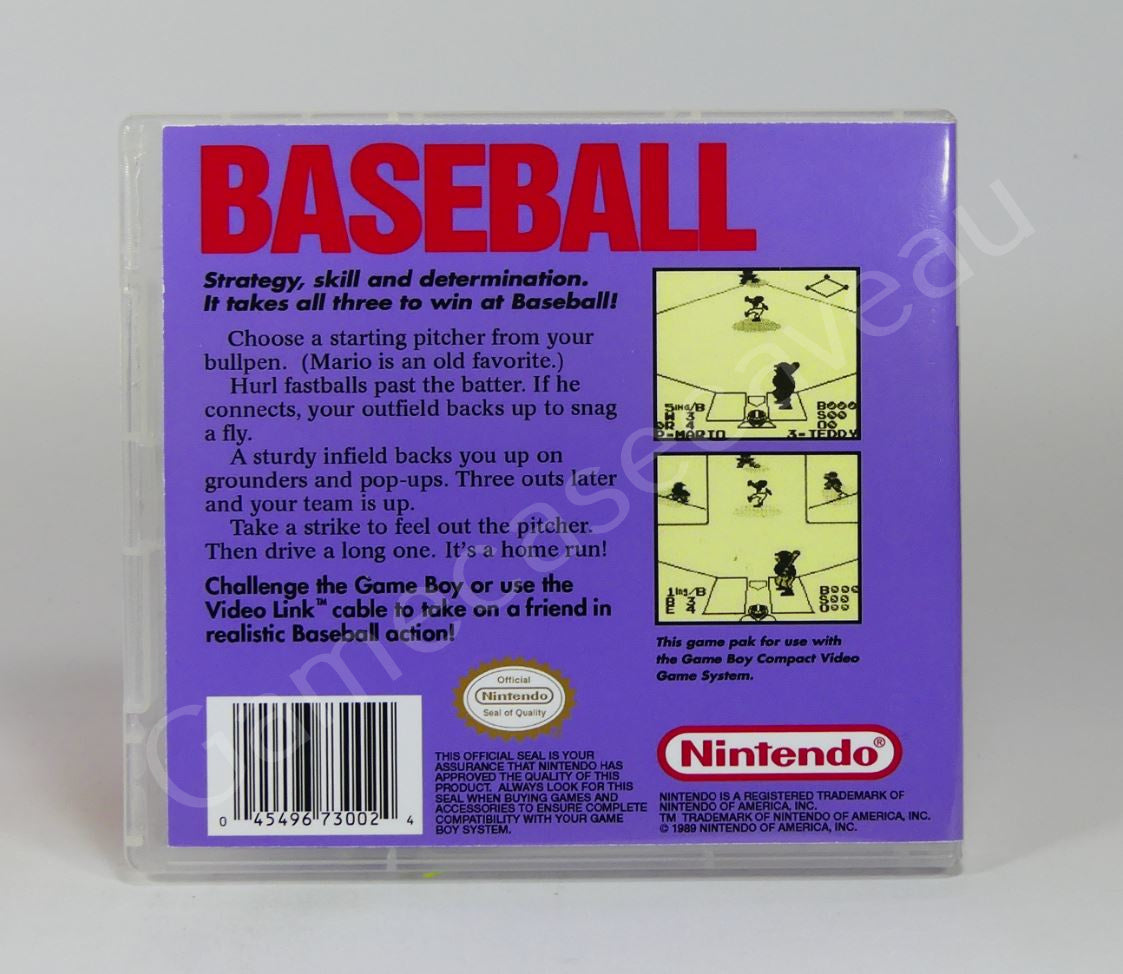 BASEBALL
Strategy, skill and determination.
It takes all three to win at Baseball!
Choose a starting pitcher from your
bullpen. (Mario is an old favorite.)
Hurl fastballs past the batter. If he
connects, your outfield backs up to snag
a fly.
A sturdy infield backs you up on
grounders and pop-ups. Three outs later
and your team is up.
Take a strike to feel out the pitcher.
Then drive a long one. It's a home run!
Challenge the Game Boy or use the
Video Link™ cable to take on a friend in
realistic Baseball action!
5ING/B
W 3
R 4
P-MARIO 3-TEDDY
B
S
O
1ING/B
B 3
E 4
B
S
O
This game pak for use with
the Game Boy Compact Video
Game System.
Official
Nintendo
Seal of Quality
THIS OFFICIAL SEAL IS YOUR
ASSURANCE THAT NINTENDO HAS
APPROVED THE QUALITY OF THIS
PRODUCT. ALWAYS LOOK FOR THIS
SEAL WHEN BUYING GAMES AND
ACCESSORIES TO ENSURE COMPLETE
COMPATIBILITY WITH YOUR GAME
BOY SYSTEM.
0 45496 73002 4
Nintendo®
NINTENDO IS A REGISTERED TRADEMARK OF
NINTENDO OF AMERICA, INC.
TM TRADEMARK OF NINTENDO OF AMERICA, INC.
© 1989 NINTENDO OF AMERICA, INC.
Gamecasecaveau